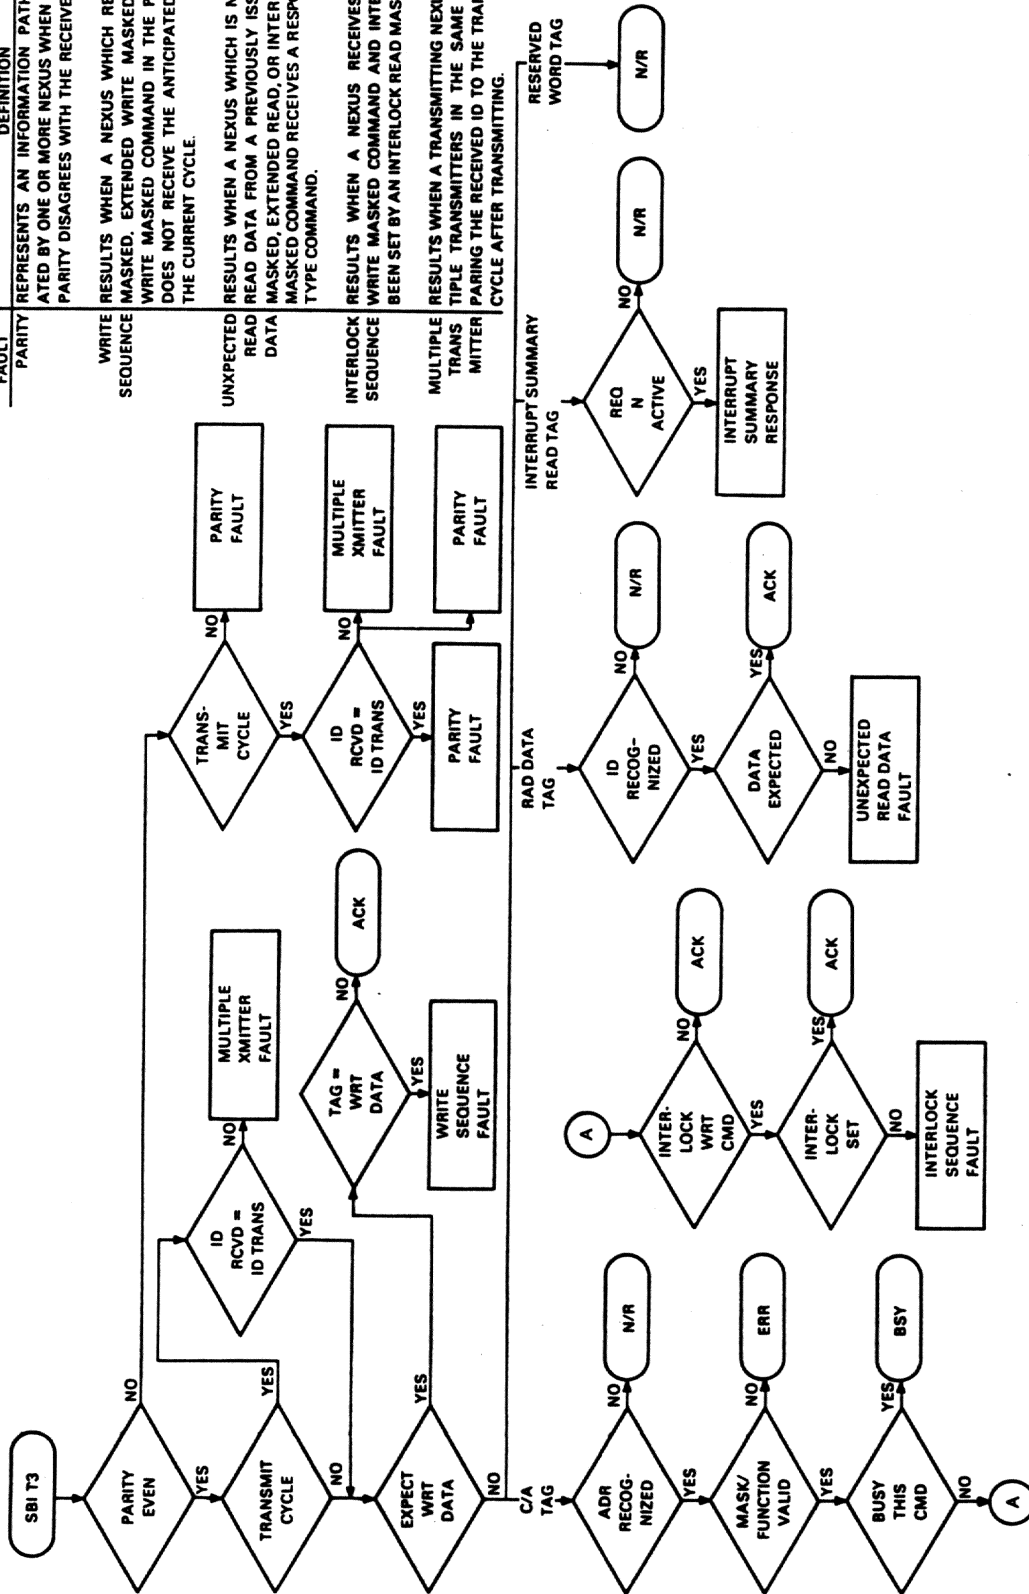 SBI T3
PARITY
EVEN
NO
YES
TRANSMIT
CYCLE
YES
NO
ID
RCVD =
ID TRANS
NO
YES
MULTIPLE
XMITTER
FAULT
EXPECT
WRT
DATA
YES
NO
TAG =
WRT
DATA
NO
ACK
YES
WRITE
SEQUENCE
FAULT
TRANS-
MIT
CYCLE
NO
PARITY
FAULT
YES
ID
RCVD =
ID TRANS
NO
MULTIPLE
XMITTER
FAULT
YES
PARITY
FAULT
PARITY
FAULT
FAULT
DEFINITION
PARITY REPRESENTS AN INFORMATION PATH
ATED BY ONE OR MORE NEXUS WHEN
PARITY DISAGREES WITH THE RECEIVE
WRITE RESULTS WHEN A NEXUS WHICH RE
SEQUENCE MASKED. EXTENDED WRITE MASKED
WRITE MASKED COMMAND IN THE P
DOES NOT RECEIVE THE ANTICIPATED
THE CURRENT CYCLE.
UNXPECTED RESULTS WHEN A NEXUS WHICH IS N
READ READ DATA FROM A PREVIOUSLY ISS
DATA MASKED, EXTENDED READ, OR INTER
MASKED COMMAND RECEIVES A RESP
TYPE COMMAND.
INTERLOCK RESULTS WHEN A NEXUS RECEIVES
SEQUENCE WRITE MASKED COMMAND AND INTE
BEEN SET BY AN INTERLOCK READ MAS
MULTIPLE RESULTS WHEN A TRANSMITTING NEXU
TRANS TIPLE TRANSMITTERS IN THE SAME
MITTER PARING THE RECEIVED ID TO THE TRA
CYCLE AFTER TRANSMITTING.
C/A
TAG
ADR
RECOG-
NIZED
NO
N/R
YES
MASK/
FUNCTION
VALID
NO
ERR
YES
BUSY
THIS
CMD
YES
BSY
NO
A
A
INTER-
LOCK
WRT
CMD
NO
ACK
YES
INTER-
LOCK
SET
YES
ACK
NO
INTERLOCK
SEQUENCE
FAULT
RAD DATA
TAG
ID
RECOG-
NIZED
NO
N/R
YES
DATA
EXPECTED
YES
ACK
NO
UNEXPECTED
READ DATA
FAULT
INTERRUPT SUMMARY
READ TAG
REQ
N
ACTIVE
NO
N/R
YES
INTERRUPT
SUMMARY
RESPONSE
RESERVED
WORD TAG
N/R